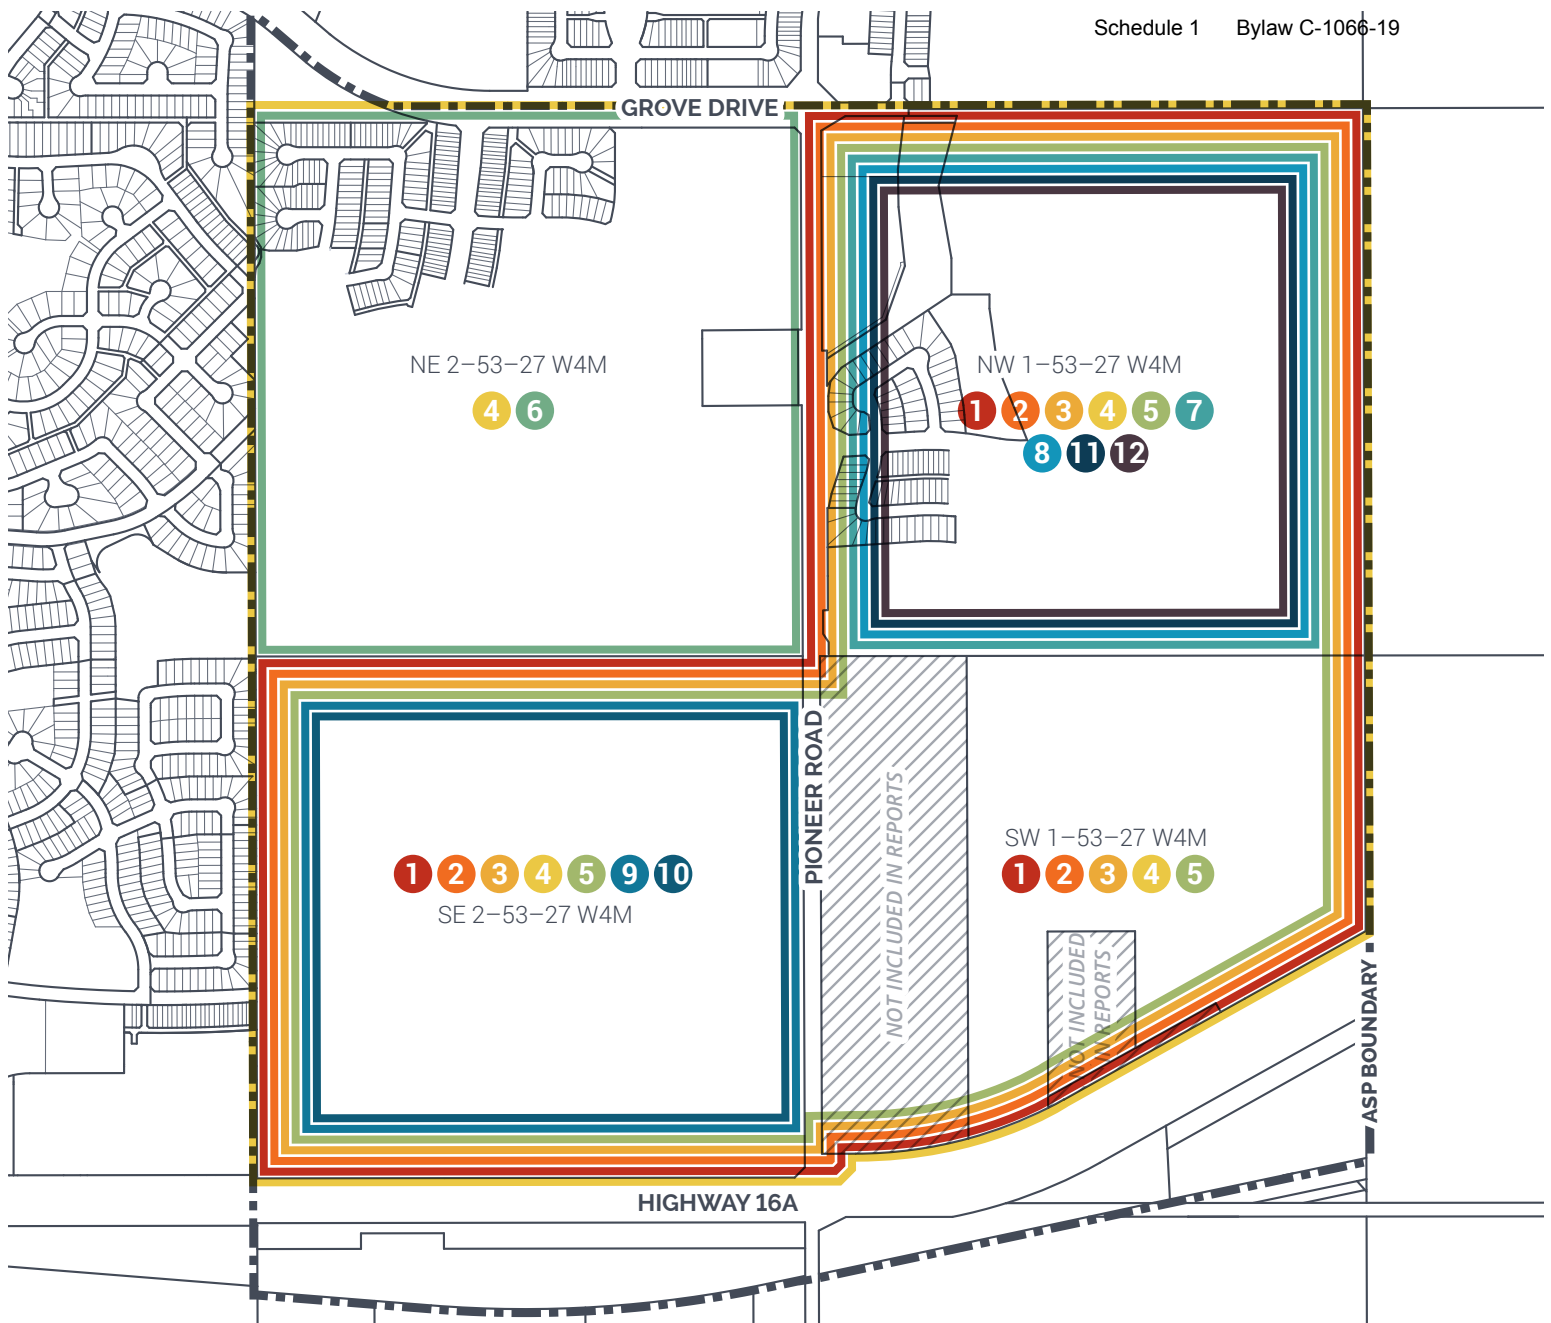 Schedule 1 Bylaw C-1066-19
GROVE DRIVE
NE 2–53–27 W4M
4 6
NW 1–53–27 W4M
1 2 3 4 5 7
8 11 12
PIONEER ROAD
NOT INCLUDED IN REPORTS
SW 1–53–27 W4M
1 2 3 4 5
1 2 3 4 5 9 10
SE 2–53–27 W4M
NOT INCLUDED
IN REPORTS
ASP BOUNDARY
HIGHWAY 16A